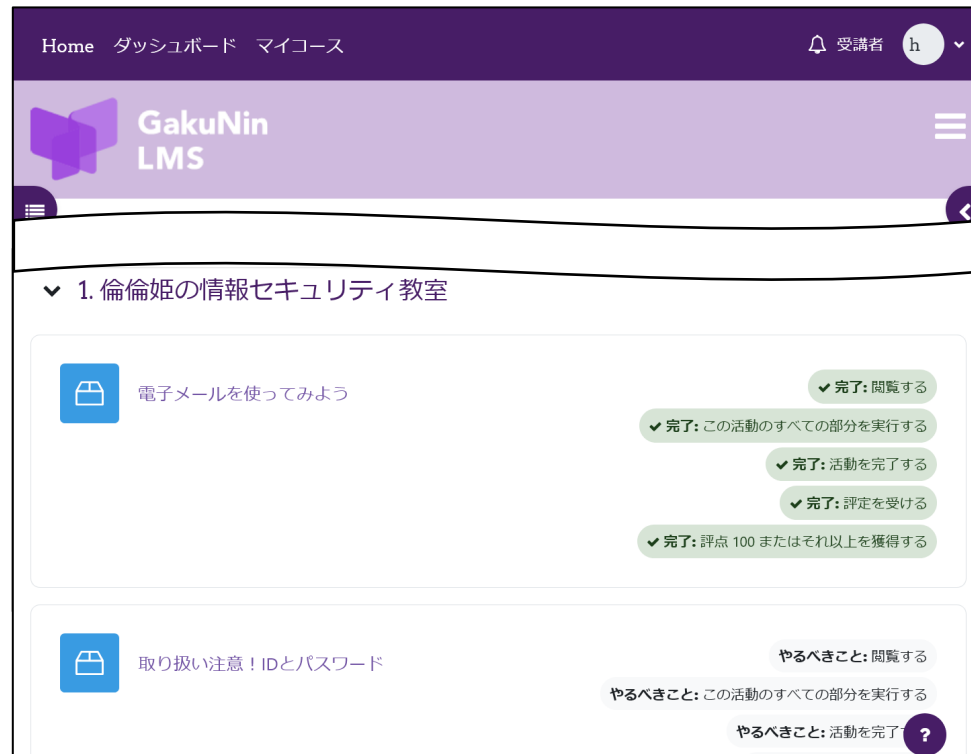 Home ダッシュボード マイコース 受講者 h
GakuNin
LMS
1. 倫倫姫の情報セキュリティ教室
電子メールを使ってみよう
完了: 閲覧する
完了: この活動のすべての部分を実行する
完了: 活動を完了する
完了: 評定を受ける
完了: 評点 100 またはそれ以上を獲得する
取り扱い注意！IDとパスワード
やるべきこと: 閲覧する
やるべきこと: この活動のすべての部分を実行する
やるべきこと: 活動を完了
?